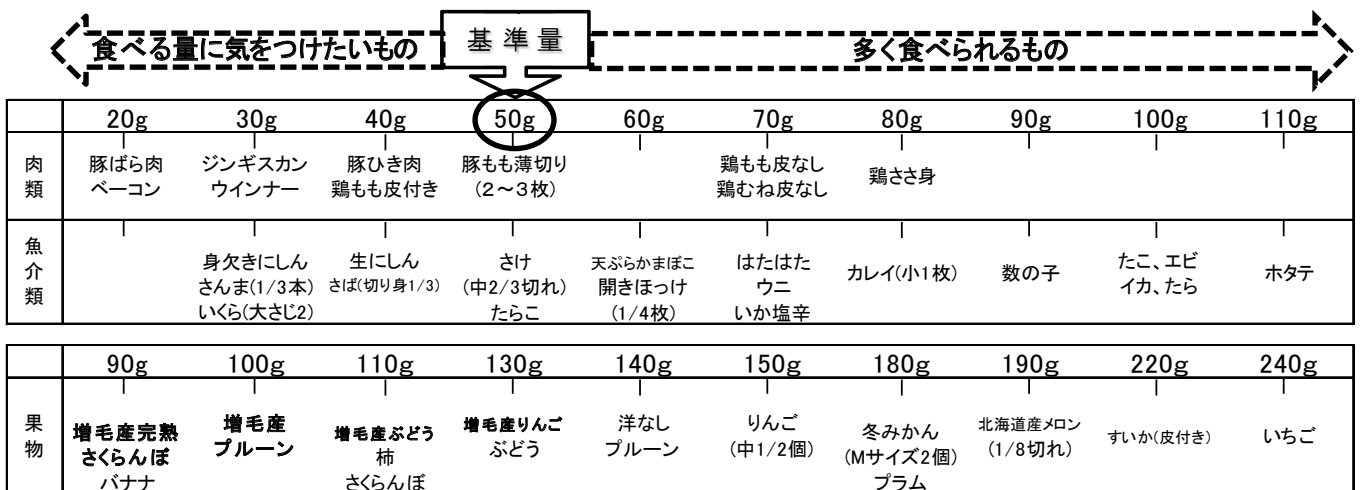 食べる量に気をつけたいもの
基準量
多く食べられるもの
20g 30g 40g 50g 60g 70g 80g 90g 100g 110g
肉類
豚ばら肉
ベーコン
ジンギスカン
ウインナー
豚ひき肉
鶏もも皮付き
豚もも薄切り
(2～3枚)
鶏もも皮なし
鶏むね皮なし
鶏ささ身
魚介類
身欠きにしん
さんま(1/3本)
いくら(大さじ2)
生にしん
さば(切り身1/3)
さけ
(中2/3切れ)
たらこ
天ぷらかまぼこ
開きほっけ
(1/4枚)
はたはた
ウニ
いか塩辛
カレイ(小1枚)
数の子
たこ、エビ
イカ、たら
ホタテ
90g 100g 110g 130g 140g 150g 180g 190g 220g 240g
果物
増毛産完熟
さくらんぼ
バナナ
増毛産
プルーン
増毛産ぶどう
柿
さくらんぼ
増毛産りんご
ぶどう
洋なし
プルーン
りんご
(中1/2個)
冬みかん
(Mサイズ2個)
プラム
北海道産メロン
(1/8切れ)
すいか(皮付き)
いちご